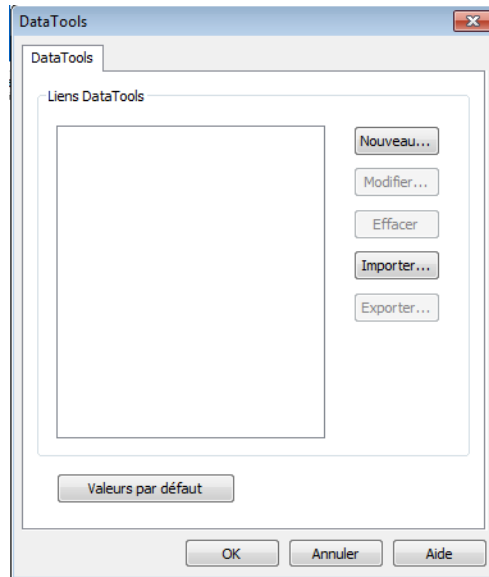 DataTools
DataTools
Liens DataTools
Nouveau...
Modifier...
Effacer
Importer...
Exporter...
Valeurs par défaut
OK
Annuler
Aide